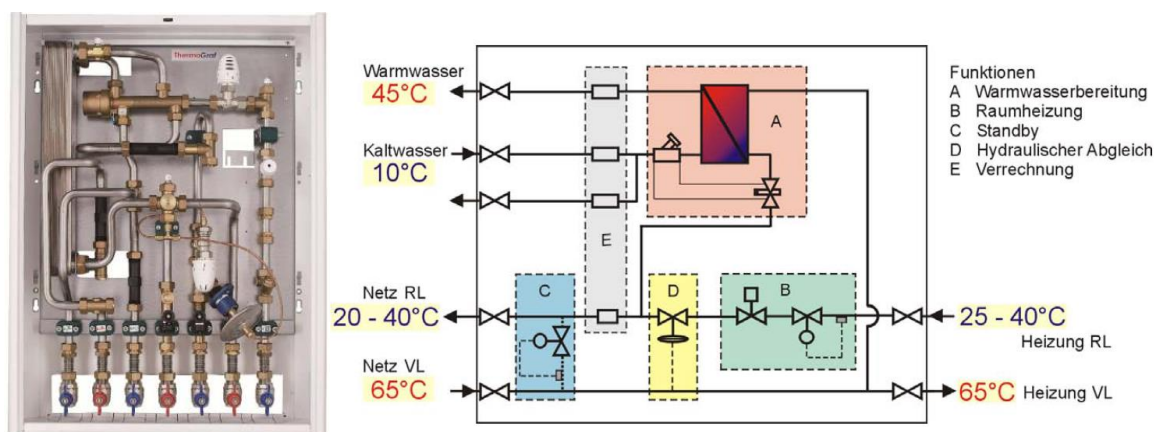 ThermoGraf
Warmwasser
45°C
Kaltwasser
10°C
Netz RL
20 - 40°C
Netz VL
65°C
A
E
C
D
B
25 - 40°C
Heizung RL
65°C Heizung VL
Funktionen
A Warmwasserbereitung
B Raumheizung
C Standby
D Hydraulischer Abgleich
E Verrechnung